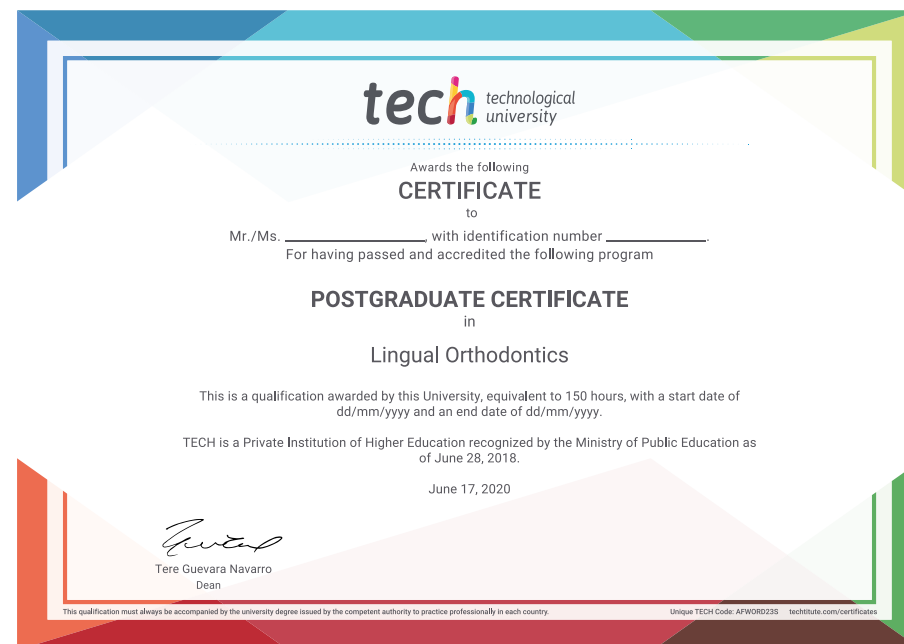 tech technological
university
Awards the following
CERTIFICATE
to
Mr./Ms. ____________________, with identification number ______________.
For having passed and accredited the following program
POSTGRADUATE CERTIFICATE
in
Lingual Orthodontics
This is a qualification awarded by this University, equivalent to 150 hours, with a start date of
dd/mm/yyyy and an end date of dd/mm/yyyy.
TECH is a Private Institution of Higher Education recognized by the Ministry of Public Education as
of June 28, 2018.
June 17, 2020
Tere Guevara Navarro
Dean
This qualification must always be accompanied by the university degree issued by the competent authority to practice professionally in each country.
Unique TECH Code: AFWORD23S techtitute.com/certificates